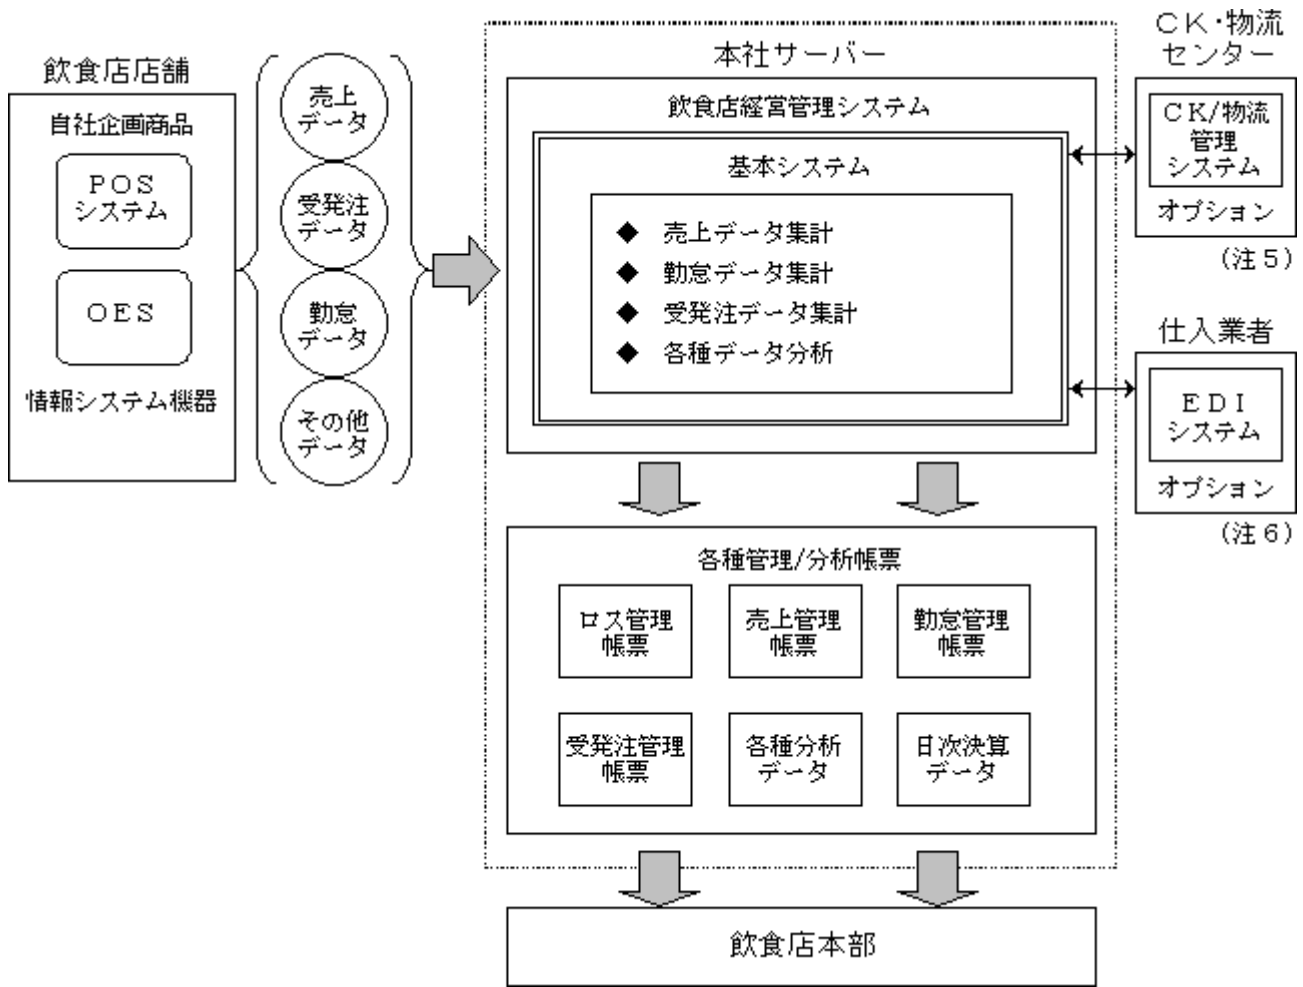 飲食店店舗
自社企画商品
ＰＯＳ
システム
ＯＥＳ
情報システム機器
売上
データ
受発注
データ
勤怠
データ
その他
データ
本社サーバー
飲食店経営管理システム
基本システム
◆ 売上データ集計
◆ 勤怠データ集計
◆ 受発注データ集計
◆ 各種データ分析
ＣＫ・物流
センター
ＣＫ/物流
管理
システム
オプション
（注５）
仕入業者
ＥＤＩ
システム
オプション
（注６）
各種管理/分析帳票
ロス管理
帳票
売上管理
帳票
勤怠管理
帳票
受発注管理
帳票
各種分析
データ
日次決算
データ
飲食店本部